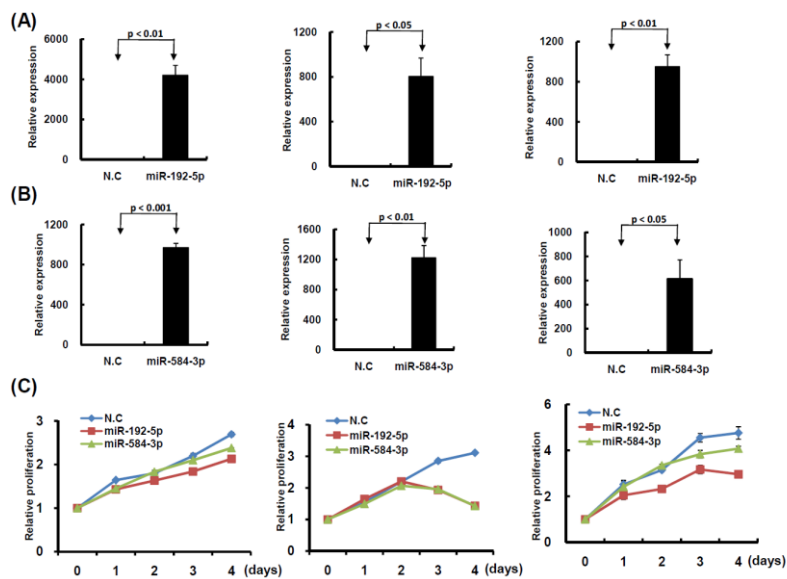 (A)
p < 0.01
Relative expression
6000
4000
2000
0
N.C miR-192-5p
p < 0.05
Relative expression
1200
800
400
0
N.C miR-192-5p
p < 0.01
Relative expression
1200
800
400
0
N.C miR-192-5p
(B)
p < 0.001
Relative expression
1200
800
400
0
N.C miR-584-3p
p < 0.01
Relative expression
1600
1200
800
400
0
N.C miR-584-3p
p < 0.05
Relative expression
1000
800
600
400
200
0
N.C miR-584-3p
(C)
Relative proliferation
3
2
1
0
N.C
miR-192-5p
miR-584-3p
0 1 2 3 4 (days)
Relative proliferation
4
3
2
1
0
N.C
miR-192-5p
miR-584-3p
0 1 2 3 4 (days)
Relative proliferation
6
4
2
0
N.C
miR-192-5p
miR-584-3p
0 1 2 3 4 (days)